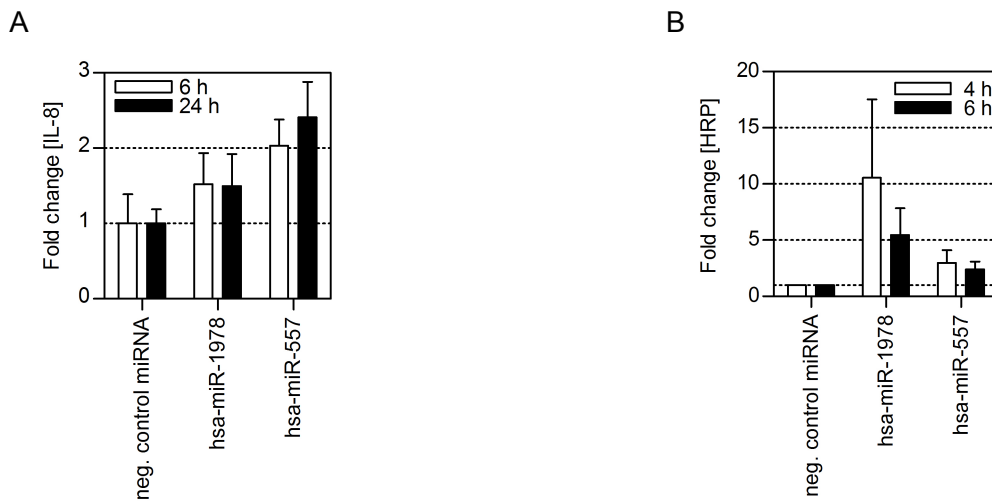 A
Fold change [IL-8]
3
2
1
0
6 h
24 h
neg. control miRNA
hsa-miR-1978
hsa-miR-557
B
Fold change [HRP]
20
15
10
5
0
4 h
6 h
neg. control miRNA
hsa-miR-1978
hsa-miR-557